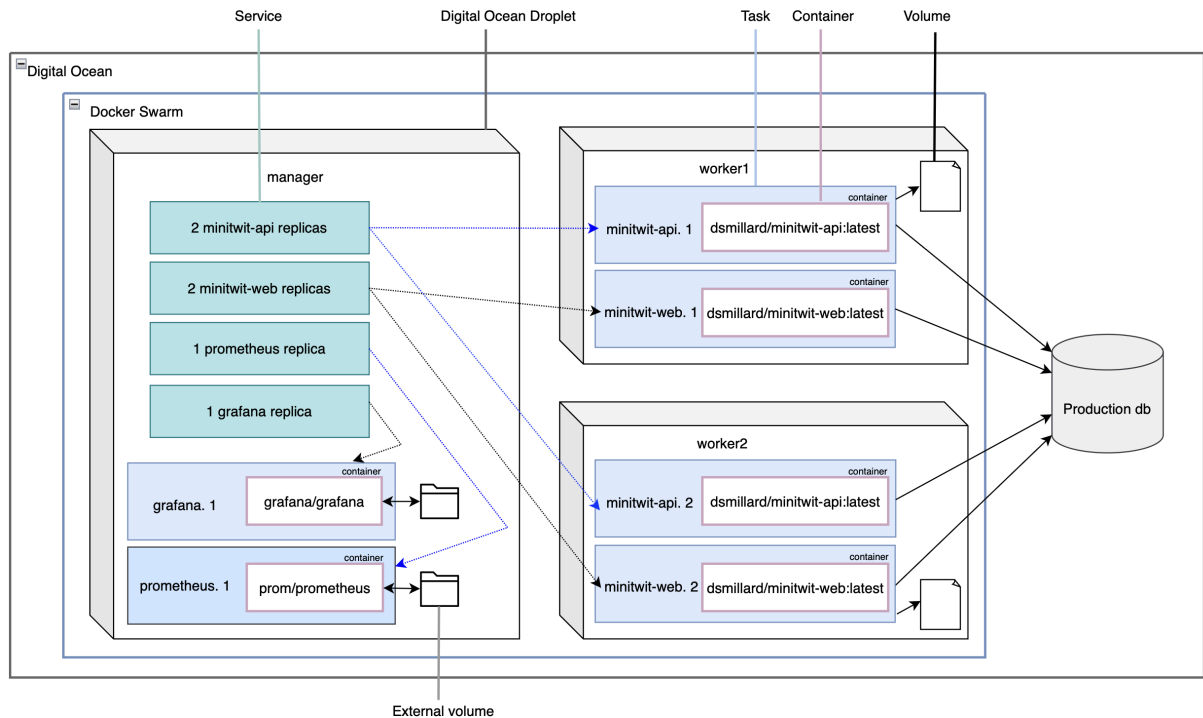 Service
Digital Ocean Droplet
Task
Container
Volume
Digital Ocean
Docker Swarm
manager
2 minitwit-api replicas
2 minitwit-web replicas
1 prometheus replica
1 grafana replica
container
grafana. 1
grafana/grafana
container
prometheus. 1
prom/prometheus
External volume
worker1
container
minitwit-api. 1
dsmillard/minitwit-api:latest
container
minitwit-web. 1
dsmillard/minitwit-web:latest
worker2
container
minitwit-api. 2
dsmillard/minitwit-api:latest
container
minitwit-web. 2
dsmillard/minitwit-web:latest
Production db